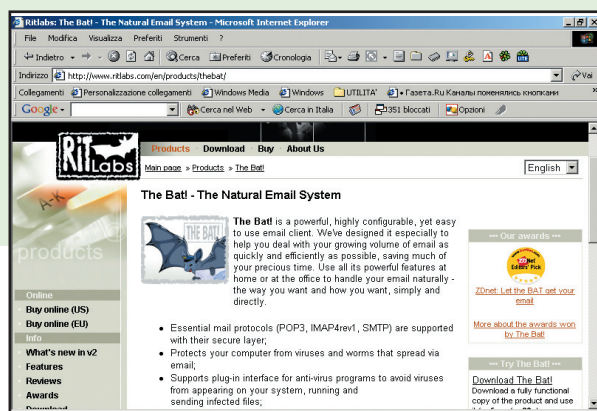 Ritlabs: The Bat! - The Natural Email System - Microsoft Internet Explorer
File Modifica Visualizza Preferiti Strumenti ?
Indietro Cerca Preferiti Cronologia
Indirizzo http://www.ritlabs.com/en/products/thebat/ Vai
Collegamenti Personalizzazione collegamenti Windows Media Windows UTILITA' Газета.Ru Каналы поменялись кнопками »
Google Cerca nel Web Cerca in Italia 351 bloccati Opzioni
RIT LABS
Products Download Buy About Us
Main page » Products » The Bat!
English
A-K
products
The Bat! - The Natural Email System
THE BAT!
The Bat! is a powerful, highly configurable, yet easy
to use email client. We've designed it especially to
help you deal with your growing volume of email as
quickly and efficiently as possible, saving much of
your precious time. Use all its powerful features at
home or at the office to handle your email naturally -
the way you want and how you want, simply and
directly.
• Essential mail protocols (POP3, IMAP4rev1, SMTP) are supported
with their secure layer;
• Protects your computer from viruses and worms that spread via
email;
• Supports plug-in interface for anti-virus programs to avoid viruses
from appearing on your system, running and
sending infected files;
Online
Buy online (US)
Buy online (EU)
Info
What's new in v2
Features
Reviews
Awards
Download
--- Our awards ---
ZDNet
Editors' Pick
ZDnet: Let the BAT get your
email
More about the awards won
by The Bat!
--- Try The Bat! ---
Download The Bat!
Download a fully functional
copy of the product and use